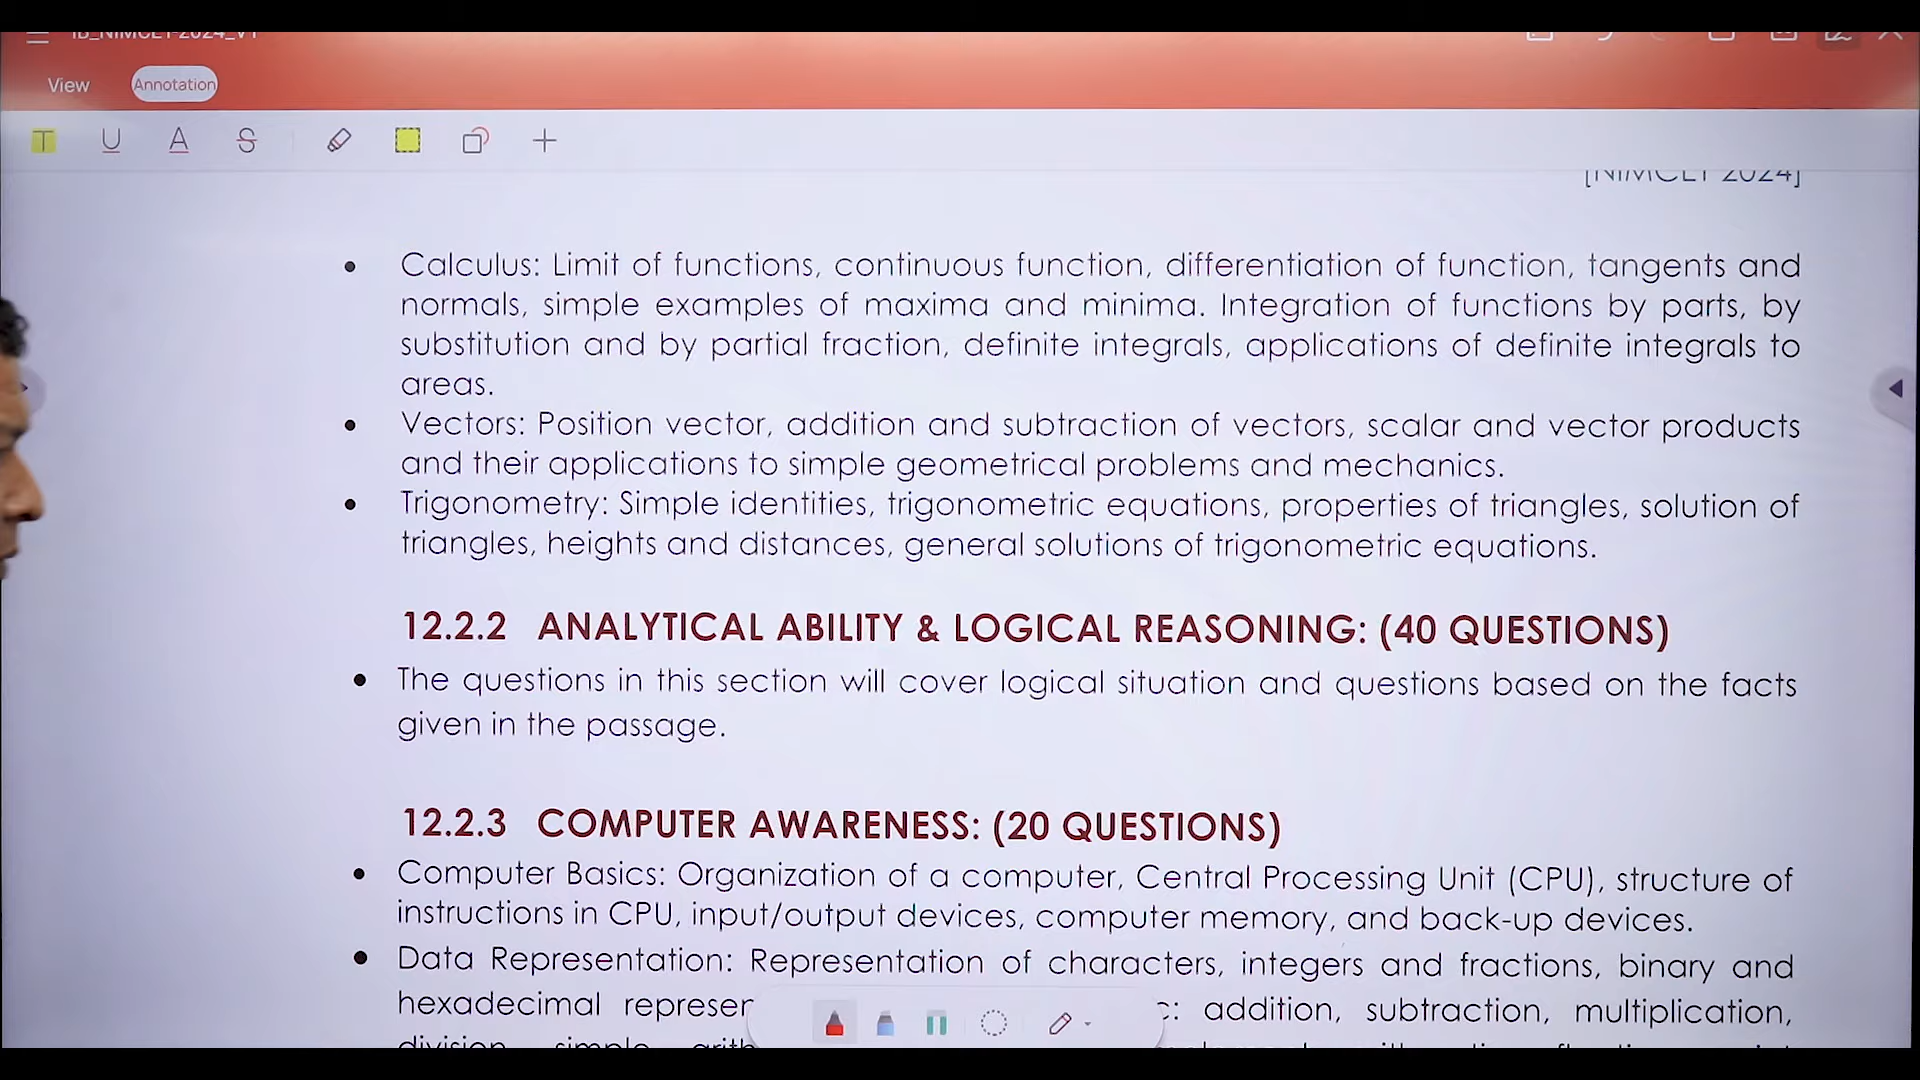 IB_NIMCET-2024_V1
View Annotation
[NIMCET 2024]
• Calculus: Limit of functions, continuous function, differentiation of function, tangents and
normals, simple examples of maxima and minima. Integration of functions by parts, by
substitution and by partial fraction, definite integrals, applications of definite integrals to
areas.
• Vectors: Position vector, addition and subtraction of vectors, scalar and vector products
and their applications to simple geometrical problems and mechanics.
• Trigonometry: Simple identities, trigonometric equations, properties of triangles, solution of
triangles, heights and distances, general solutions of trigonometric equations.
12.2.2 ANALYTICAL ABILITY & LOGICAL REASONING: (40 QUESTIONS)
• The questions in this section will cover logical situation and questions based on the facts
given in the passage.
12.2.3 COMPUTER AWARENESS: (20 QUESTIONS)
• Computer Basics: Organization of a computer, Central Processing Unit (CPU), structure of
instructions in CPU, input/output devices, computer memory, and back-up devices.
• Data Representation: Representation of characters, integers and fractions, binary and
hexadecimal addition, subtraction, multiplication,
division, simple